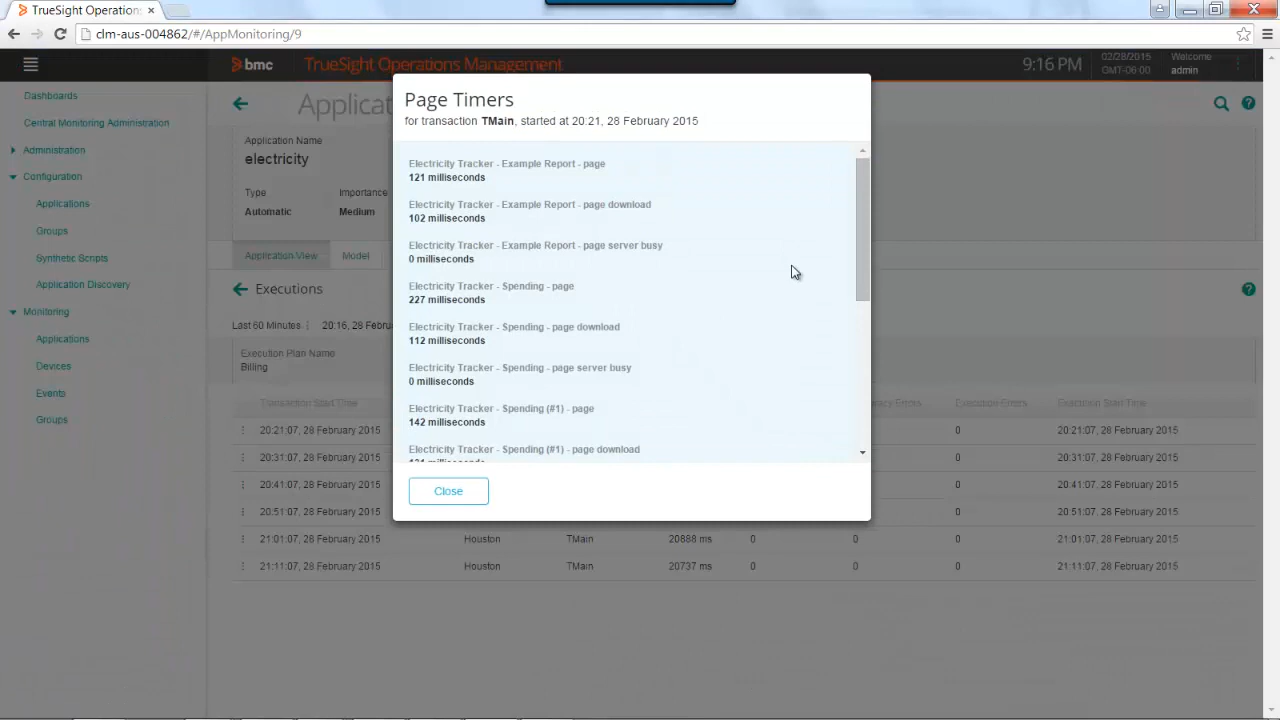 TrueSight Operation:
clm-aus-004862/#/AppMonitoring/9
bmc TrueSight Operations Management 9:16 PM 02/28/2015 GMT-06:00 Welcome admin
Dashboards
Central Monitoring Administration
Administration
Configuration
Applications
Groups
Synthetic Scripts
Application Discovery
Monitoring
Applications
Devices
Events
Groups
Applicat
Application Name
electricity
Type Importance
Automatic Medium
Application View Model
Executions
Last 60 Minutes | 20:16, 28 Februa
Execution Plan Name
Billing
Page Timers
for transaction TMain, started at 20:21, 28 February 2015
Electricity Tracker - Example Report - page
121 milliseconds
Electricity Tracker - Example Report - page download
102 milliseconds
Electricity Tracker - Example Report - page server busy
0 milliseconds
Electricity Tracker - Spending - page
227 milliseconds
Electricity Tracker - Spending - page download
112 milliseconds
Electricity Tracker - Spending - page server busy
0 milliseconds
Electricity Tracker - Spending (#1) - page
142 milliseconds
Electricity Tracker - Spending (#1) - page download
Close
Transaction Start Time Errors Execution Errors Execution Start Time
20:21:07, 28 February 2015 0 20:21:07, 28 February 2015
20:31:07, 28 February 2015 0 20:31:07, 28 February 2015
20:41:07, 28 February 2015 0 20:41:07, 28 February 2015
20:51:07, 28 February 2015 0 20:51:07, 28 February 2015
21:01:07, 28 February 2015 Houston TMain 20888 ms 0 0 0 21:01:07, 28 February 2015
21:11:07, 28 February 2015 Houston TMain 20737 ms 0 0 0 21:11:07, 28 February 2015